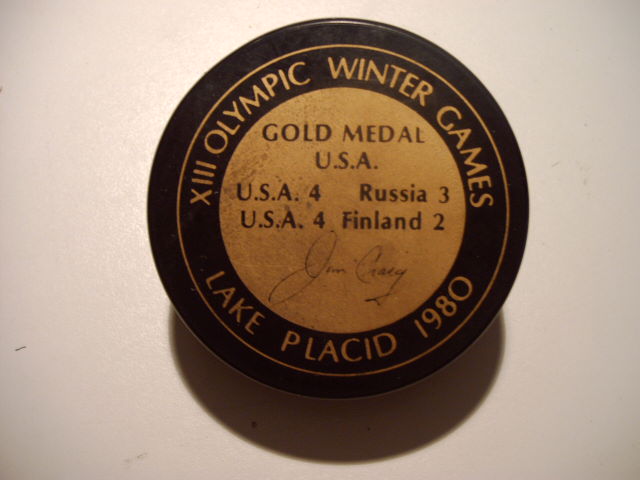 XIII OLYMPIC WINTER GAMES
GOLD MEDAL
U.S.A.
U.S.A. 4 Russia 3
U.S.A. 4 Finland 2
Jim Craig
LAKE PLACID 1980